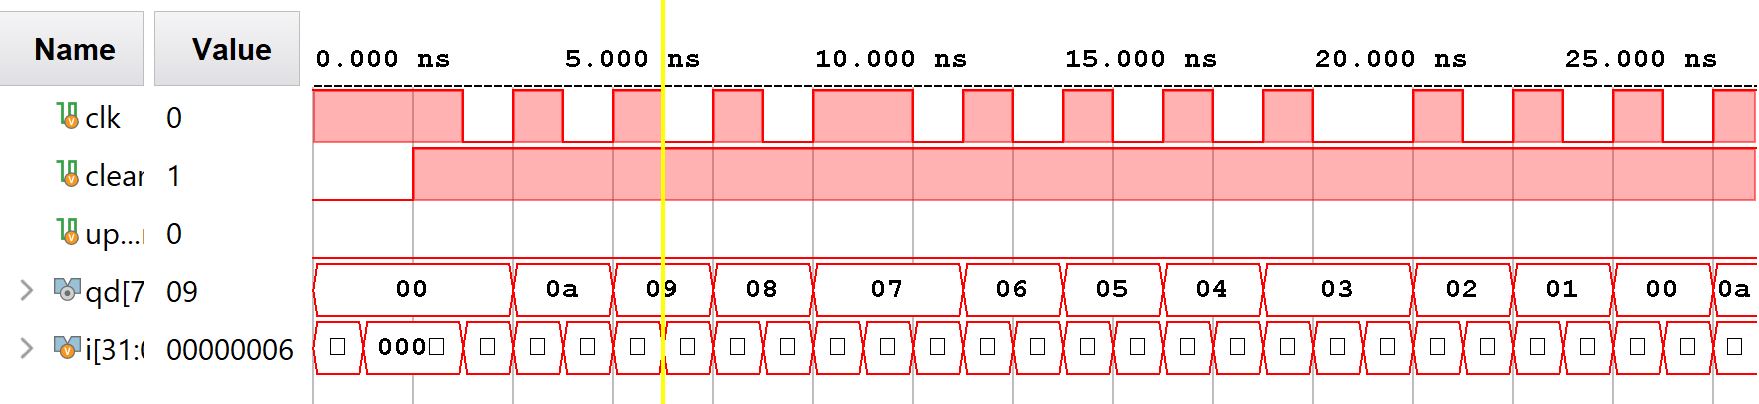 Name Value 0.000 ns 5.000 ns 10.000 ns 15.000 ns 20.000 ns 25.000 ns
clk 0
clear 1
up... 0
qd[7 09 00 0a 09 08 07 06 05 04 03 02 01 00 0a
i[31: 00000006 000